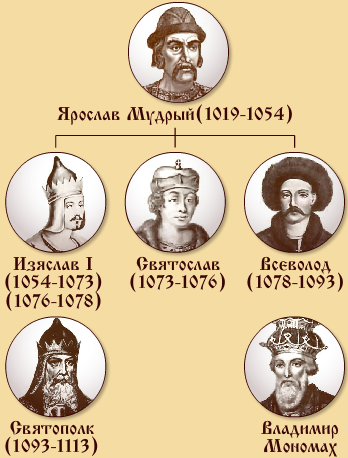 Ярослав Мудрый(1019-1054)
Изяслав I
(1054-1073)
(1076-1078)
Святослав
(1073-1076)
Всеволод
(1078-1093)
Святополк
(1093-1113)
Владимир
Мономах